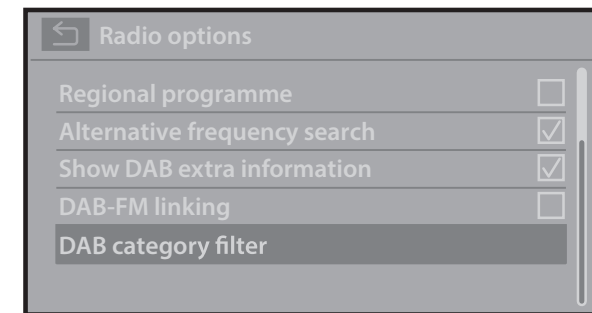 Radio options
Regional programme
Alternative frequency search
Show DAB extra information
DAB-FM linking
DAB category filter